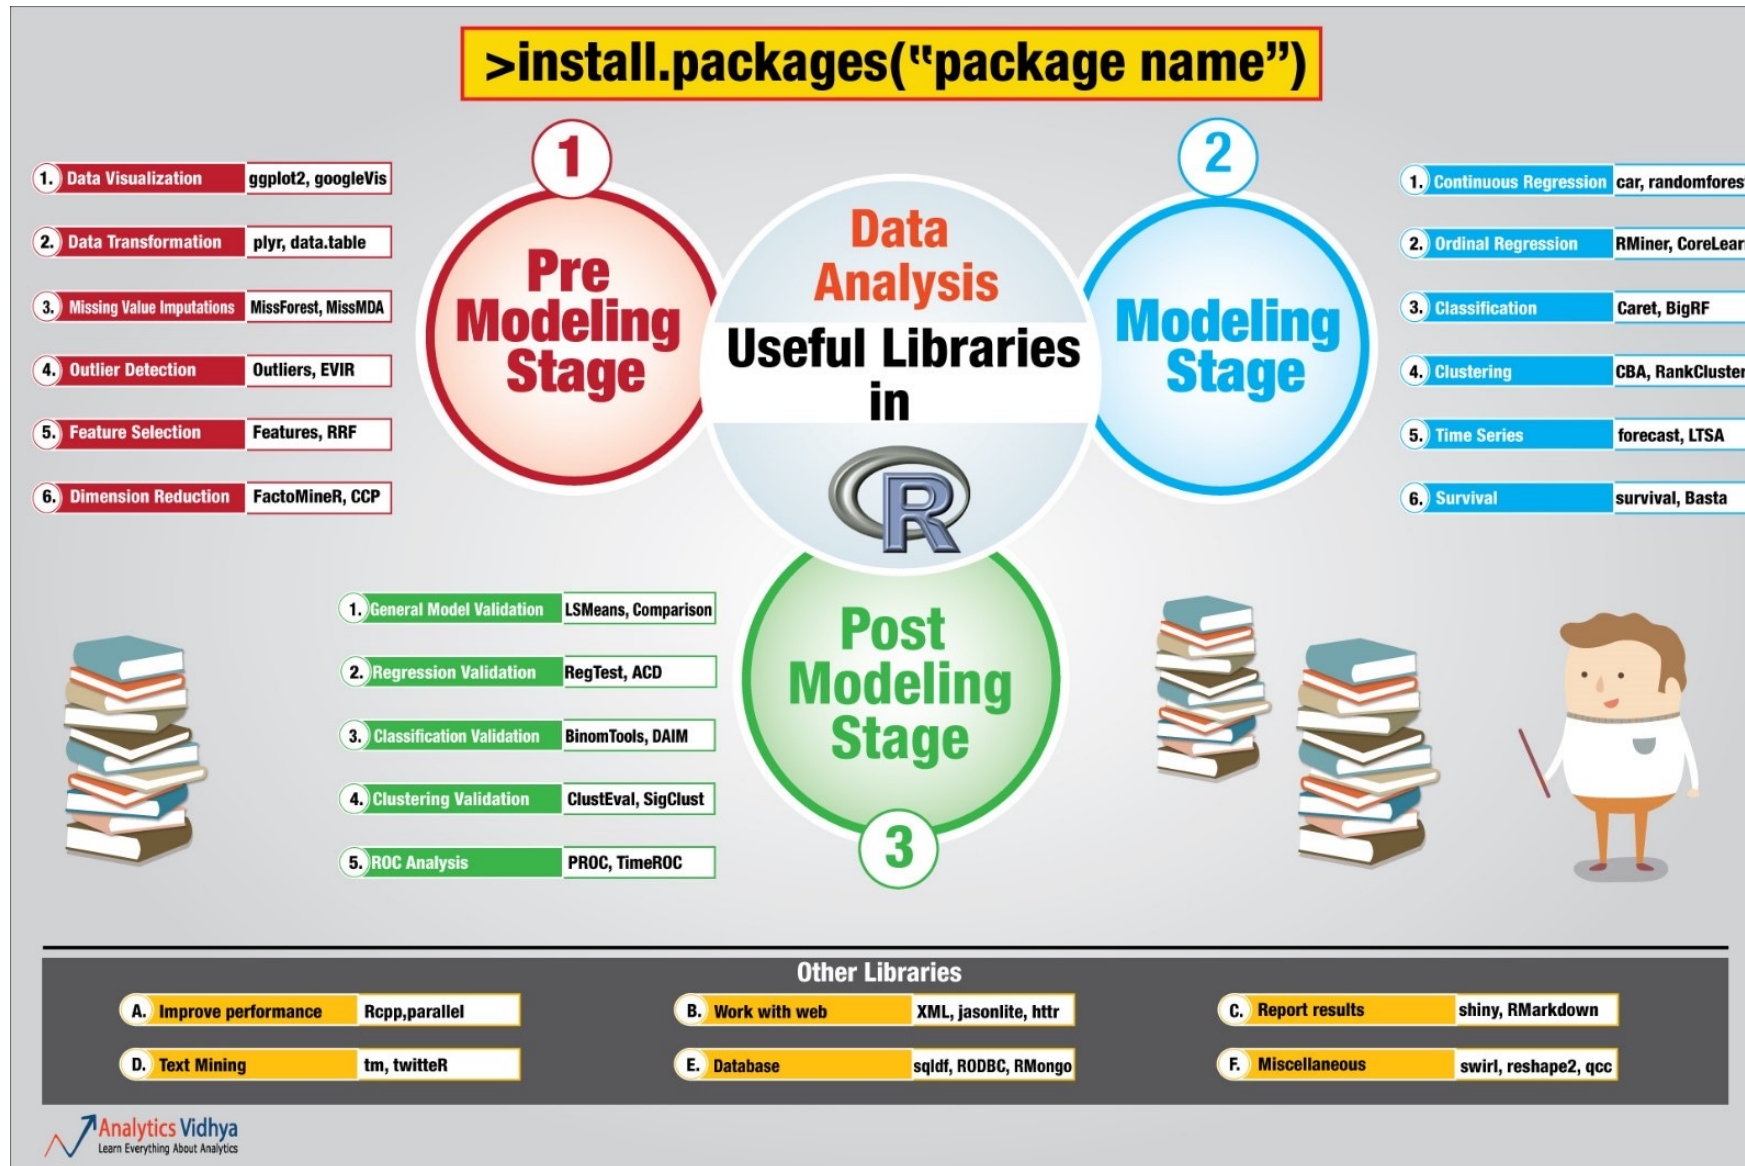 >install.packages("package name")
1
Pre
Modeling
Stage
1. Data Visualization ggplot2, googleVis
2. Data Transformation plyr, data.table
3. Missing Value Imputations MissForest, MissMDA
4. Outlier Detection Outliers, EVIR
5. Feature Selection Features, RRF
6. Dimension Reduction FactoMineR, CCP
Data
Analysis
Useful Libraries
in
R
2
Modeling
Stage
1. Continuous Regression car, randomfores
2. Ordinal Regression RMiner, CoreLear
3. Classification Caret, BigRF
4. Clustering CBA, RankCluster
5. Time Series forecast, LTSA
6. Survival survival, Basta
Post
Modeling
Stage
3
1. General Model Validation LSMeans, Comparison
2. Regression Validation RegTest, ACD
3. Classification Validation BinomTools, DAIM
4. Clustering Validation ClustEval, SigClust
5. ROC Analysis PROC, TimeROC
Other Libraries
A. Improve performance Rcpp,parallel
B. Work with web XML, jasonlite, httr
C. Report results shiny, RMarkdown
D. Text Mining tm, twitteR
E. Database sqldf, RODBC, RMongo
F. Miscellaneous swirl, reshape2, qcc
Analytics Vidhya
Learn Everything About Analytics